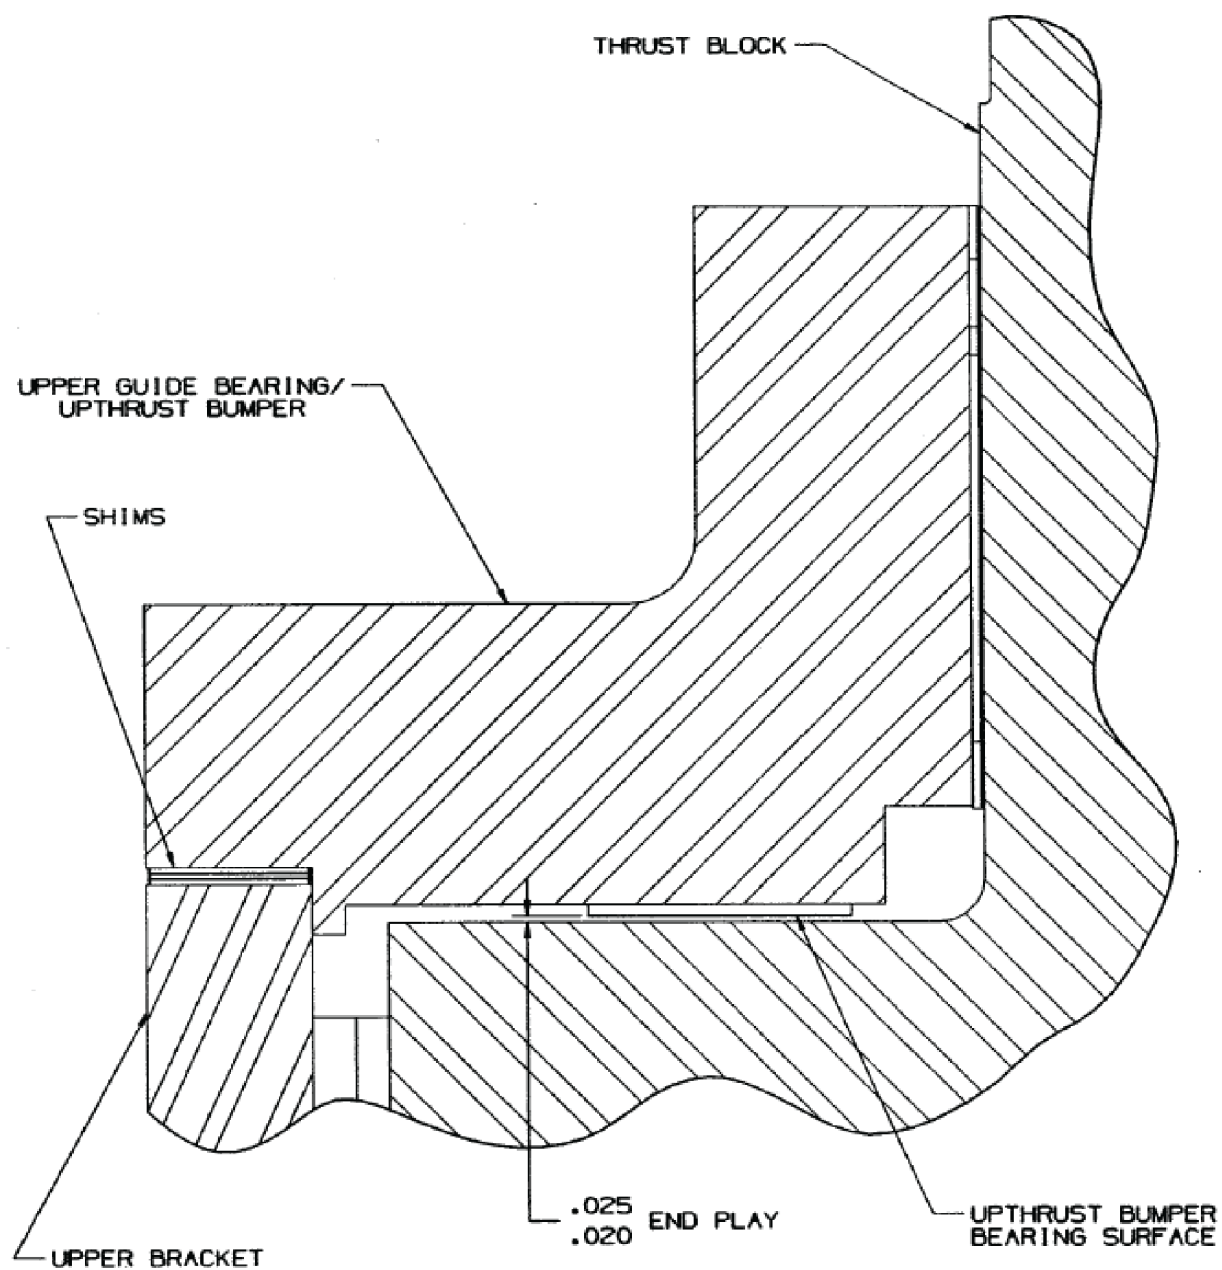 THRUST BLOCK
UPPER GUIDE BEARING/
UPTHRUST BUMPER
SHIMS
.025
.020 END PLAY
UPTHRUST BUMPER
BEARING SURFACE
UPPER BRACKET